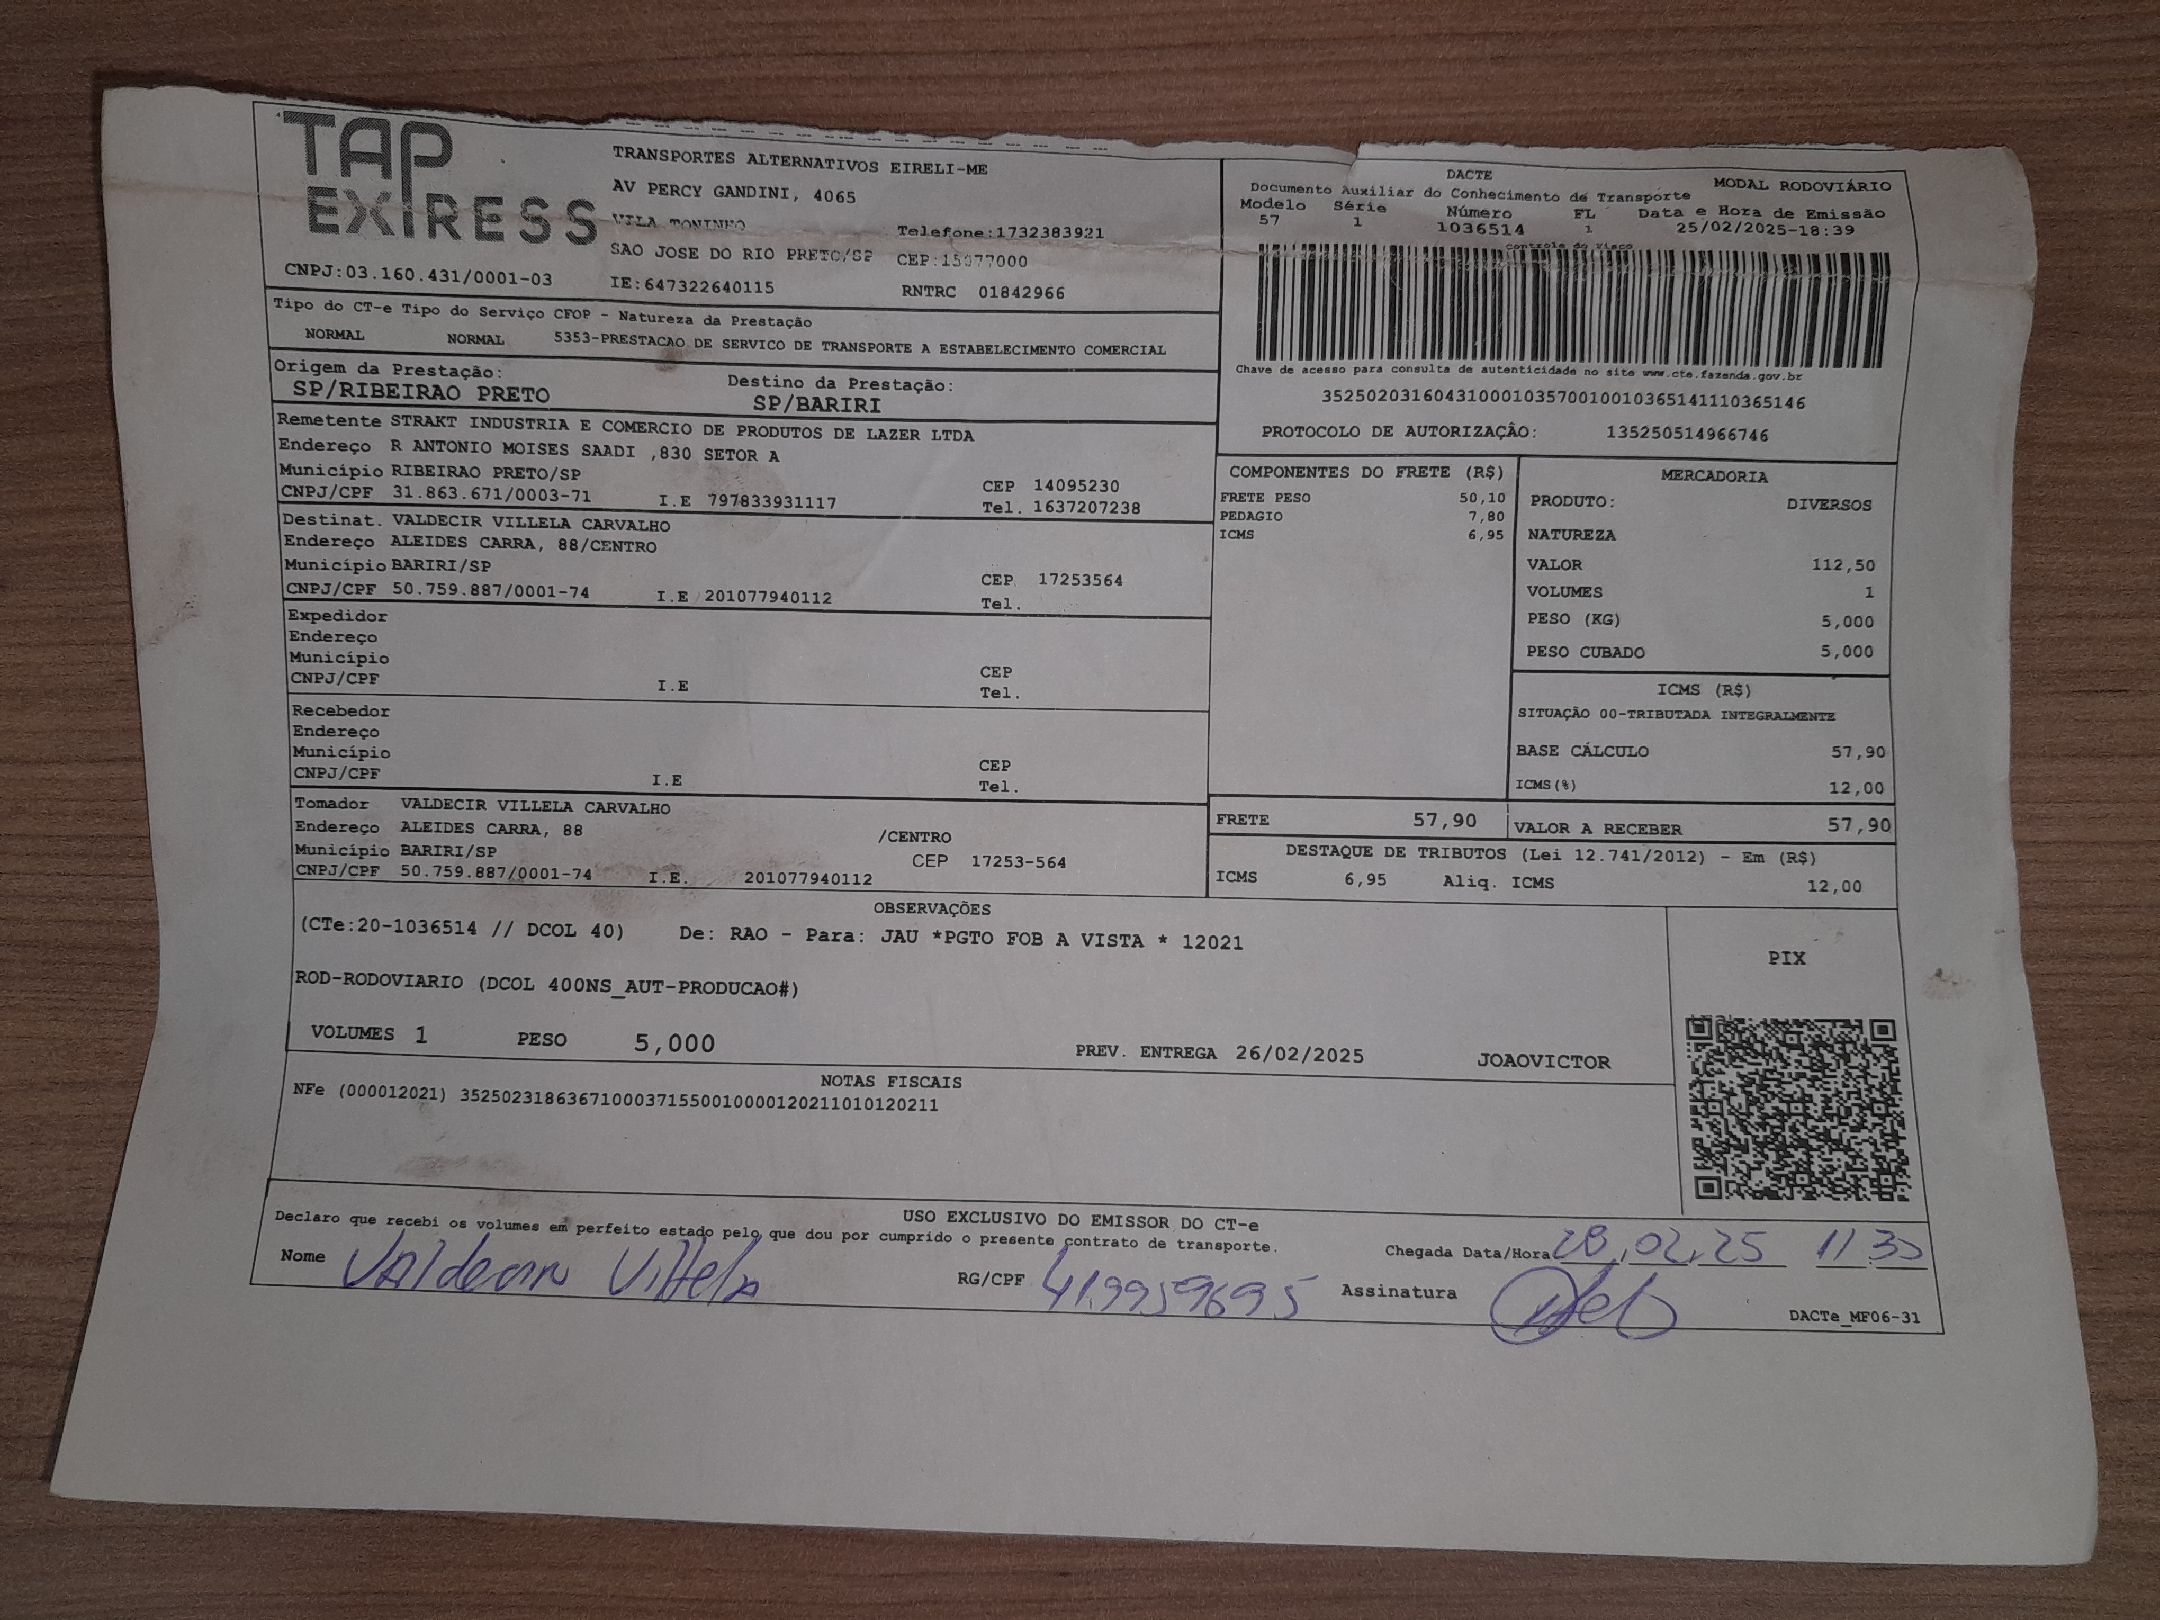 TAP
EXPRESS
TRANSPORTES ALTERNATIVOS EIRELI-ME
AV PERCY GANDINI, 4065
VILA TONINHO
Telefone:1732383921
SAO JOSE DO RIO PRETO/SP CEP:15077000
CNPJ:03.160.431/0001-03 IE:647322640115 RNTRC 01842966
DACTE MODAL RODOVIÁRIO
Documento Auxiliar do Conhecimento de Transporte
Modelo Série Número FL Data e Hora de Emissão
57 1 1036514 1 25/02/2025-18:39
controle do Fisco
Chave de acesso para consulta de autenticidade no site www.cte.fazenda.gov.br
35250203160431000103570010010365141110365146
PROTOCOLO DE AUTORIZAÇÂO: 135250514966746
Tipo do CT-e Tipo do Serviço CFOP - Natureza da Prestação
NORMAL NORMAL 5353-PRESTACAO DE SERVICO DE TRANSPORTE A ESTABELECIMENTO COMERCIAL
Origem da Prestação: Destino da Prestação:
SP/RIBEIRAO PRETO SP/BARIRI
Remetente STRAKT INDUSTRIA E COMERCIO DE PRODUTOS DE LAZER LTDA
Endereço R ANTONIO MOISES SAADI ,830 SETOR A
Município RIBEIRAO PRETO/SP CEP 14095230
CNPJ/CPF 31.863.671/0003-71 I.E 797833931117 Tel. 1637207238
Destinat. VALDECIR VILLELA CARVALHO
Endereço ALEIDES CARRA, 88/CENTRO
Município BARIRI/SP CEP 17253564
CNPJ/CPF 50.759.887/0001-74 I.E 201077940112 Tel.
Expedidor
Endereço
Município CEP
CNPJ/CPF I.E Tel.
Recebedor
Endereço
Município CEP
CNPJ/CPF I.E Tel.
Tomador VALDECIR VILLELA CARVALHO
Endereço ALEIDES CARRA, 88 /CENTRO
Município BARIRI/SP CEP 17253-564
CNPJ/CPF 50.759.887/0001-74 I.E. 201077940112
COMPONENTES DO FRETE (R$)
FRETE PESO 50,10
PEDAGIO 7,80
ICMS 6,95
MERCADORIA
PRODUTO: DIVERSOS
NATUREZA
VALOR 112,50
VOLUMES 1
PESO (KG) 5,000
PESO CUBADO 5,000
ICMS (R$)
SITUAÇÃO 00-TRIBUTADA INTEGRALMENTE
BASE CÁLCULO 57,90
ICMS(%) 12,00
FRETE 57,90 VALOR A RECEBER 57,90
DESTAQUE DE TRIBUTOS (Lei 12.741/2012) - Em (R$)
ICMS 6,95 Aliq. ICMS 12,00
OBSERVAÇÕES
(CTe:20-1036514 // DCOL 40) De: RAO - Para: JAU *PGTO FOB A VISTA * 12021
ROD-RODOVIARIO (DCOL 400NS_AUT-PRODUCAO#)
VOLUMES 1 PESO 5,000 PREV. ENTREGA 26/02/2025 JOAOVICTOR
PIX
NOTAS FISCAIS
NFe (000012021) 35250231863671000371550010000120211010120211
USO EXCLUSIVO DO EMISSOR DO CT-e
Declaro que recebi os volumes em perfeito estado pelo que dou por cumprido o presente contrato de transporte.
Chegada Data/Hora 28.02.25 11 30
Nome Villela RG/CPF 419959695 Assinatura
DACTe_MF06-31